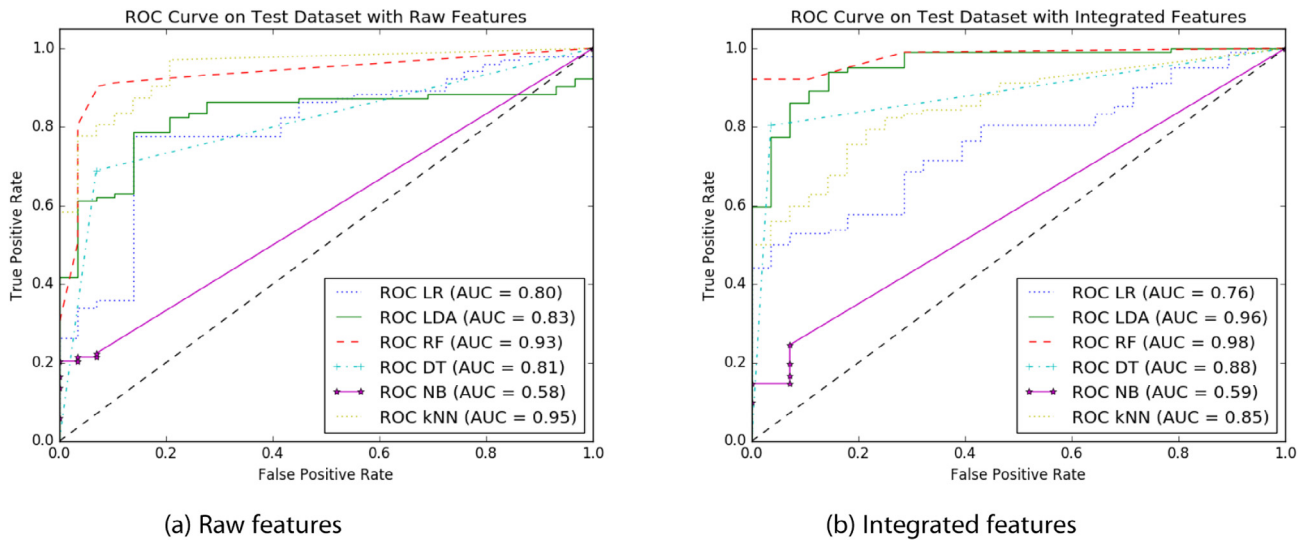 ROC Curve on Test Dataset with Raw Features
1.0
0.8
0.6
0.4
0.2
0.0
True Positive Rate
0.0 0.2 0.4 0.6 0.8 1.0
False Positive Rate
ROC LR (AUC = 0.80)
ROC LDA (AUC = 0.83)
ROC RF (AUC = 0.93)
ROC DT (AUC = 0.81)
ROC NB (AUC = 0.58)
ROC kNN (AUC = 0.95)
(a) Raw features
ROC Curve on Test Dataset with Integrated Features
1.0
0.8
0.6
0.4
0.2
0.0
True Positive Rate
0.0 0.2 0.4 0.6 0.8 1.0
False Positive Rate
ROC LR (AUC = 0.76)
ROC LDA (AUC = 0.96)
ROC RF (AUC = 0.98)
ROC DT (AUC = 0.88)
ROC NB (AUC = 0.59)
ROC kNN (AUC = 0.85)
(b) Integrated features